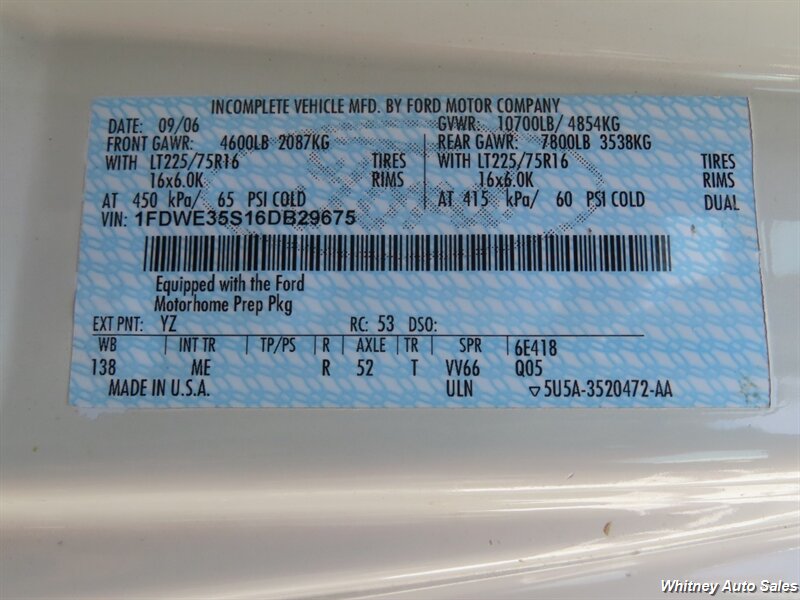 INCOMPLETE VEHICLE MFD. BY FORD MOTOR COMPANY
DATE: 09/06 GVWR: 10700LB/ 4854KG
FRONT GAWR: 4600LB 2087KG REAR GAWR: 7800LB 3538KG
WITH LT225/75R16 TIRES WITH LT225/75R16 TIRES
16x6.0K RIMS 16x6.0K RIMS
AT 450 kPa/ 65 PSI COLD AT 415 kPa/ 60 PSI COLD DUAL
VIN: 1FDWE35S16DB29675
Equipped with the Ford
Motorhome Prep Pkg
EXT PNT: YZ RC: 53 DSO:
WB | INT TR | TP/PS | R | AXLE | TR | SPR | 6E418
138 ME R 52 T VV66 Q05
MADE IN U.S.A. ULN ▽5U5A-3520472-AA
Whitney Auto Sales